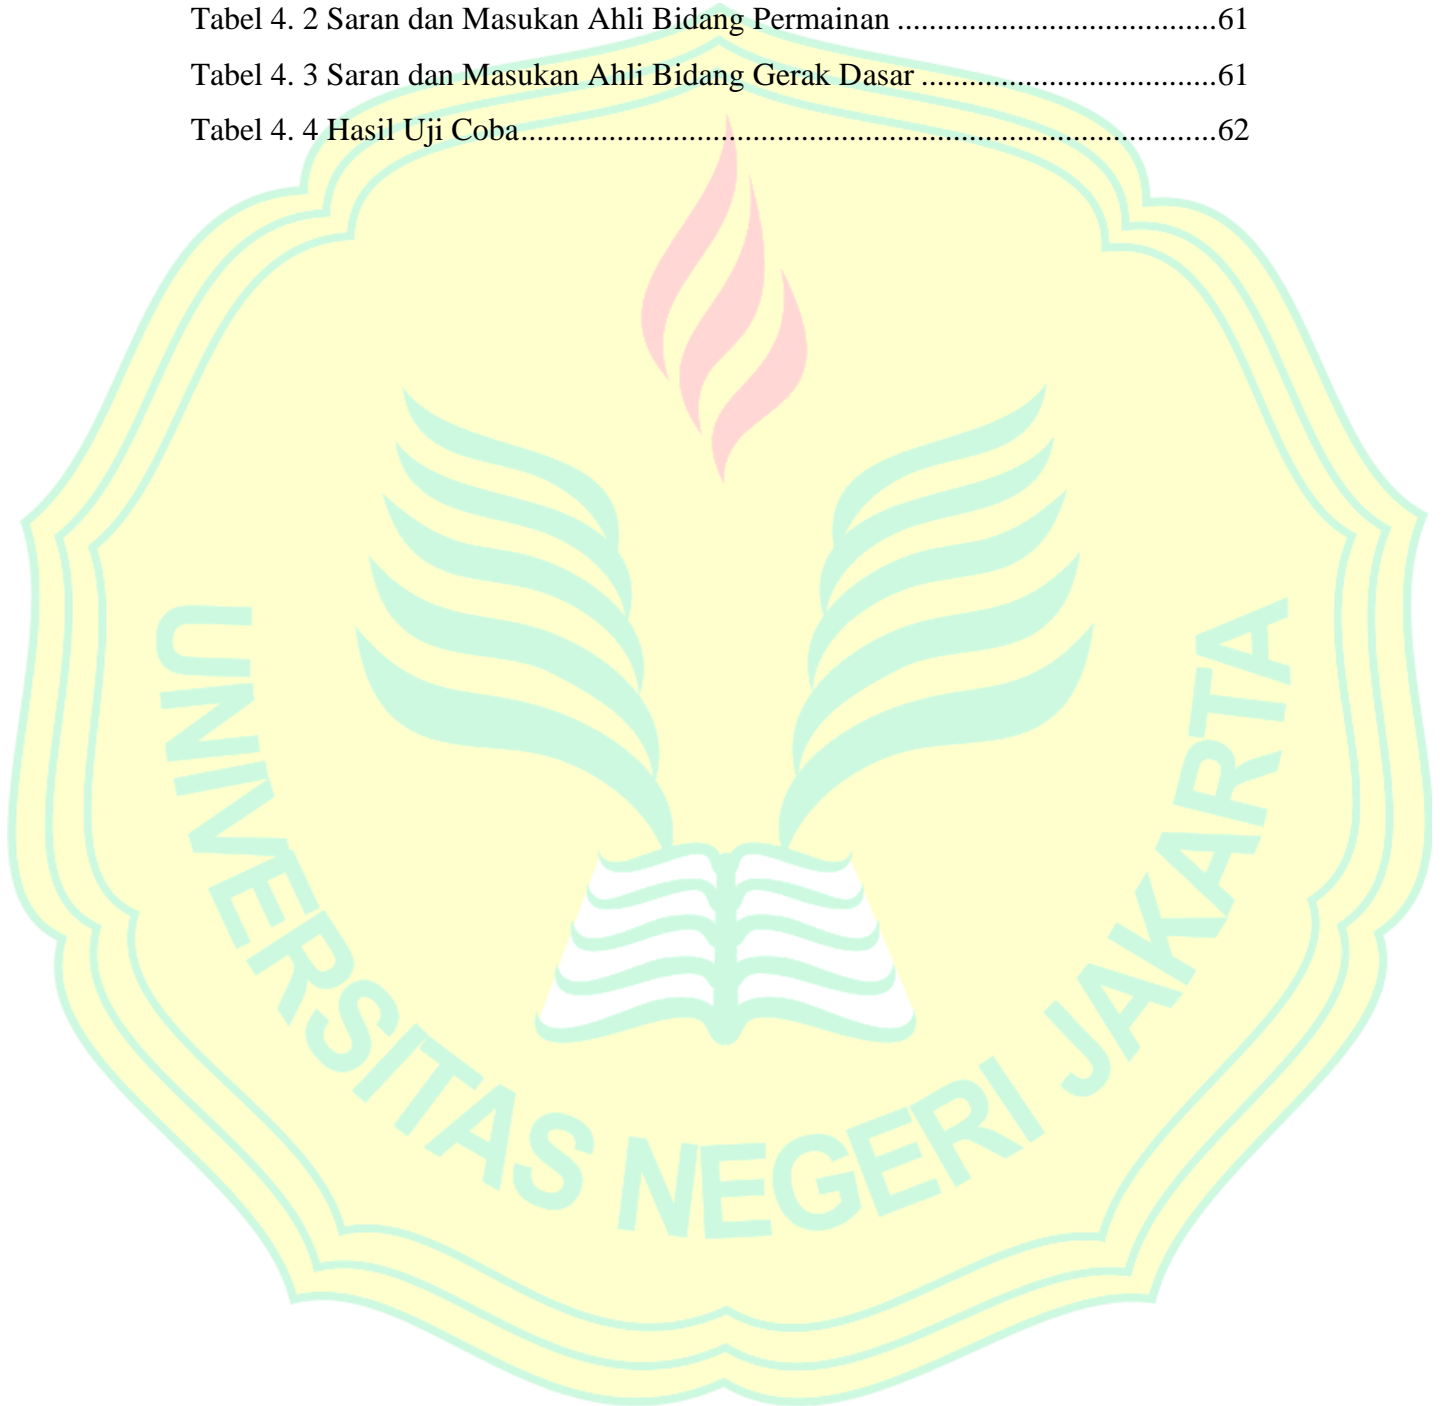 Tabel 4. 2 Saran dan Masukan Ahli Bidang Permainan ........................................61
Tabel 4. 3 Saran dan Masukan Ahli Bidang Gerak Dasar .....................................61
Tabel 4. 4 Hasil Uji Coba.......................................................................................62
UNIVERSITAS NEGERI JAKARTA